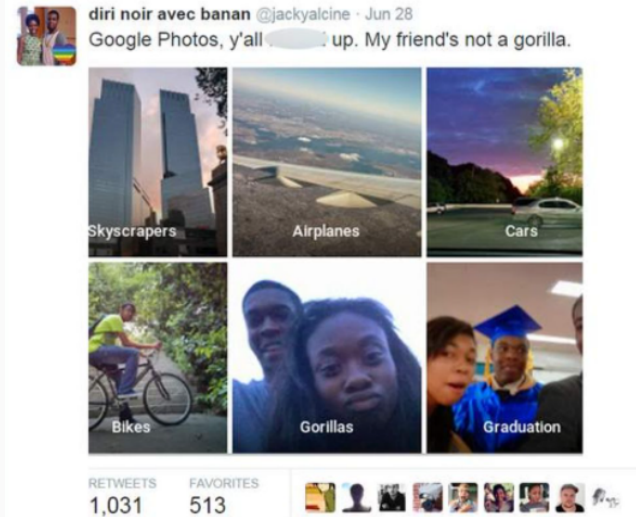 diri noir avec banan @jackyalcine · Jun 28
Google Photos, y'all up. My friend's not a gorilla.
Skyscrapers
Airplanes
Cars
Bikes
Gorillas
Graduation
RETWEETS FAVORITES
1,031 513